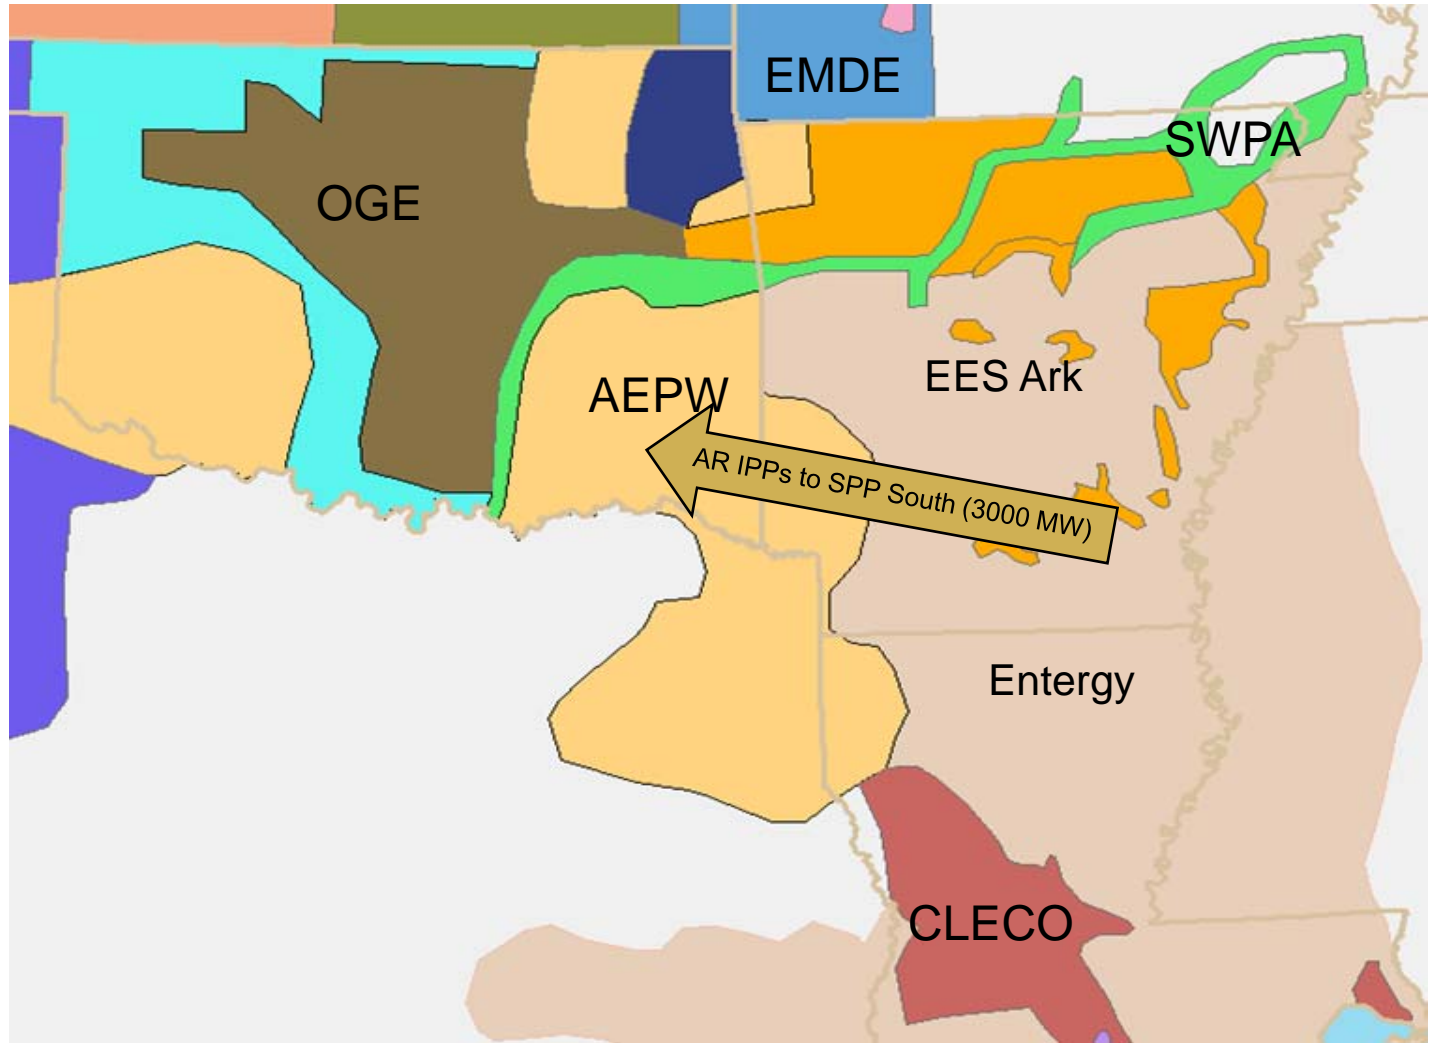 EMDE
SWPA
OGE
EES Ark
AEPW
AR IPPs to SPP South (3000 MW)
Entergy
CLECO